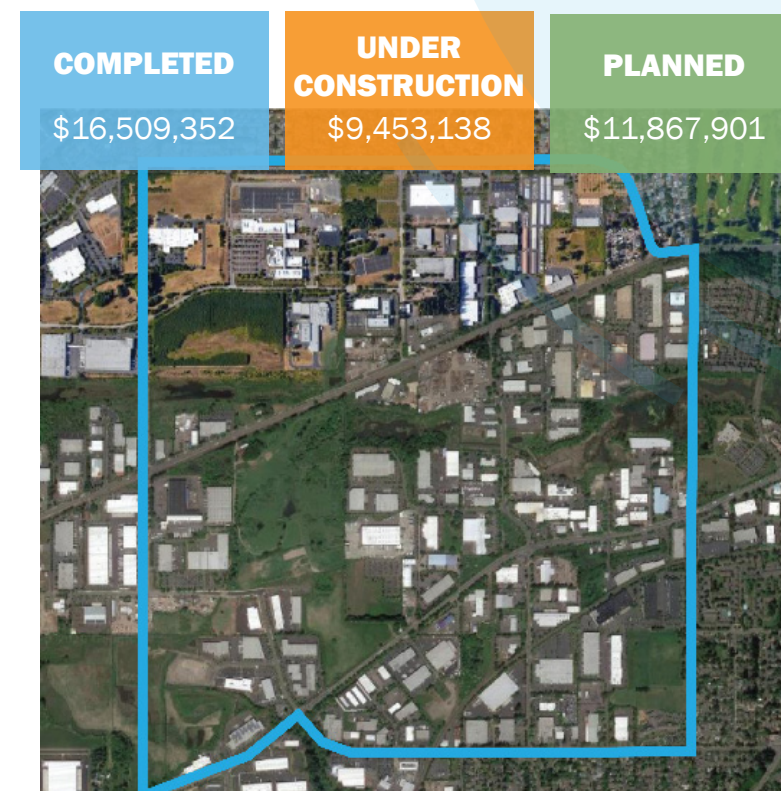 COMPLETED
$16,509,352
UNDER
CONSTRUCTION
$9,453,138
PLANNED
$11,867,901